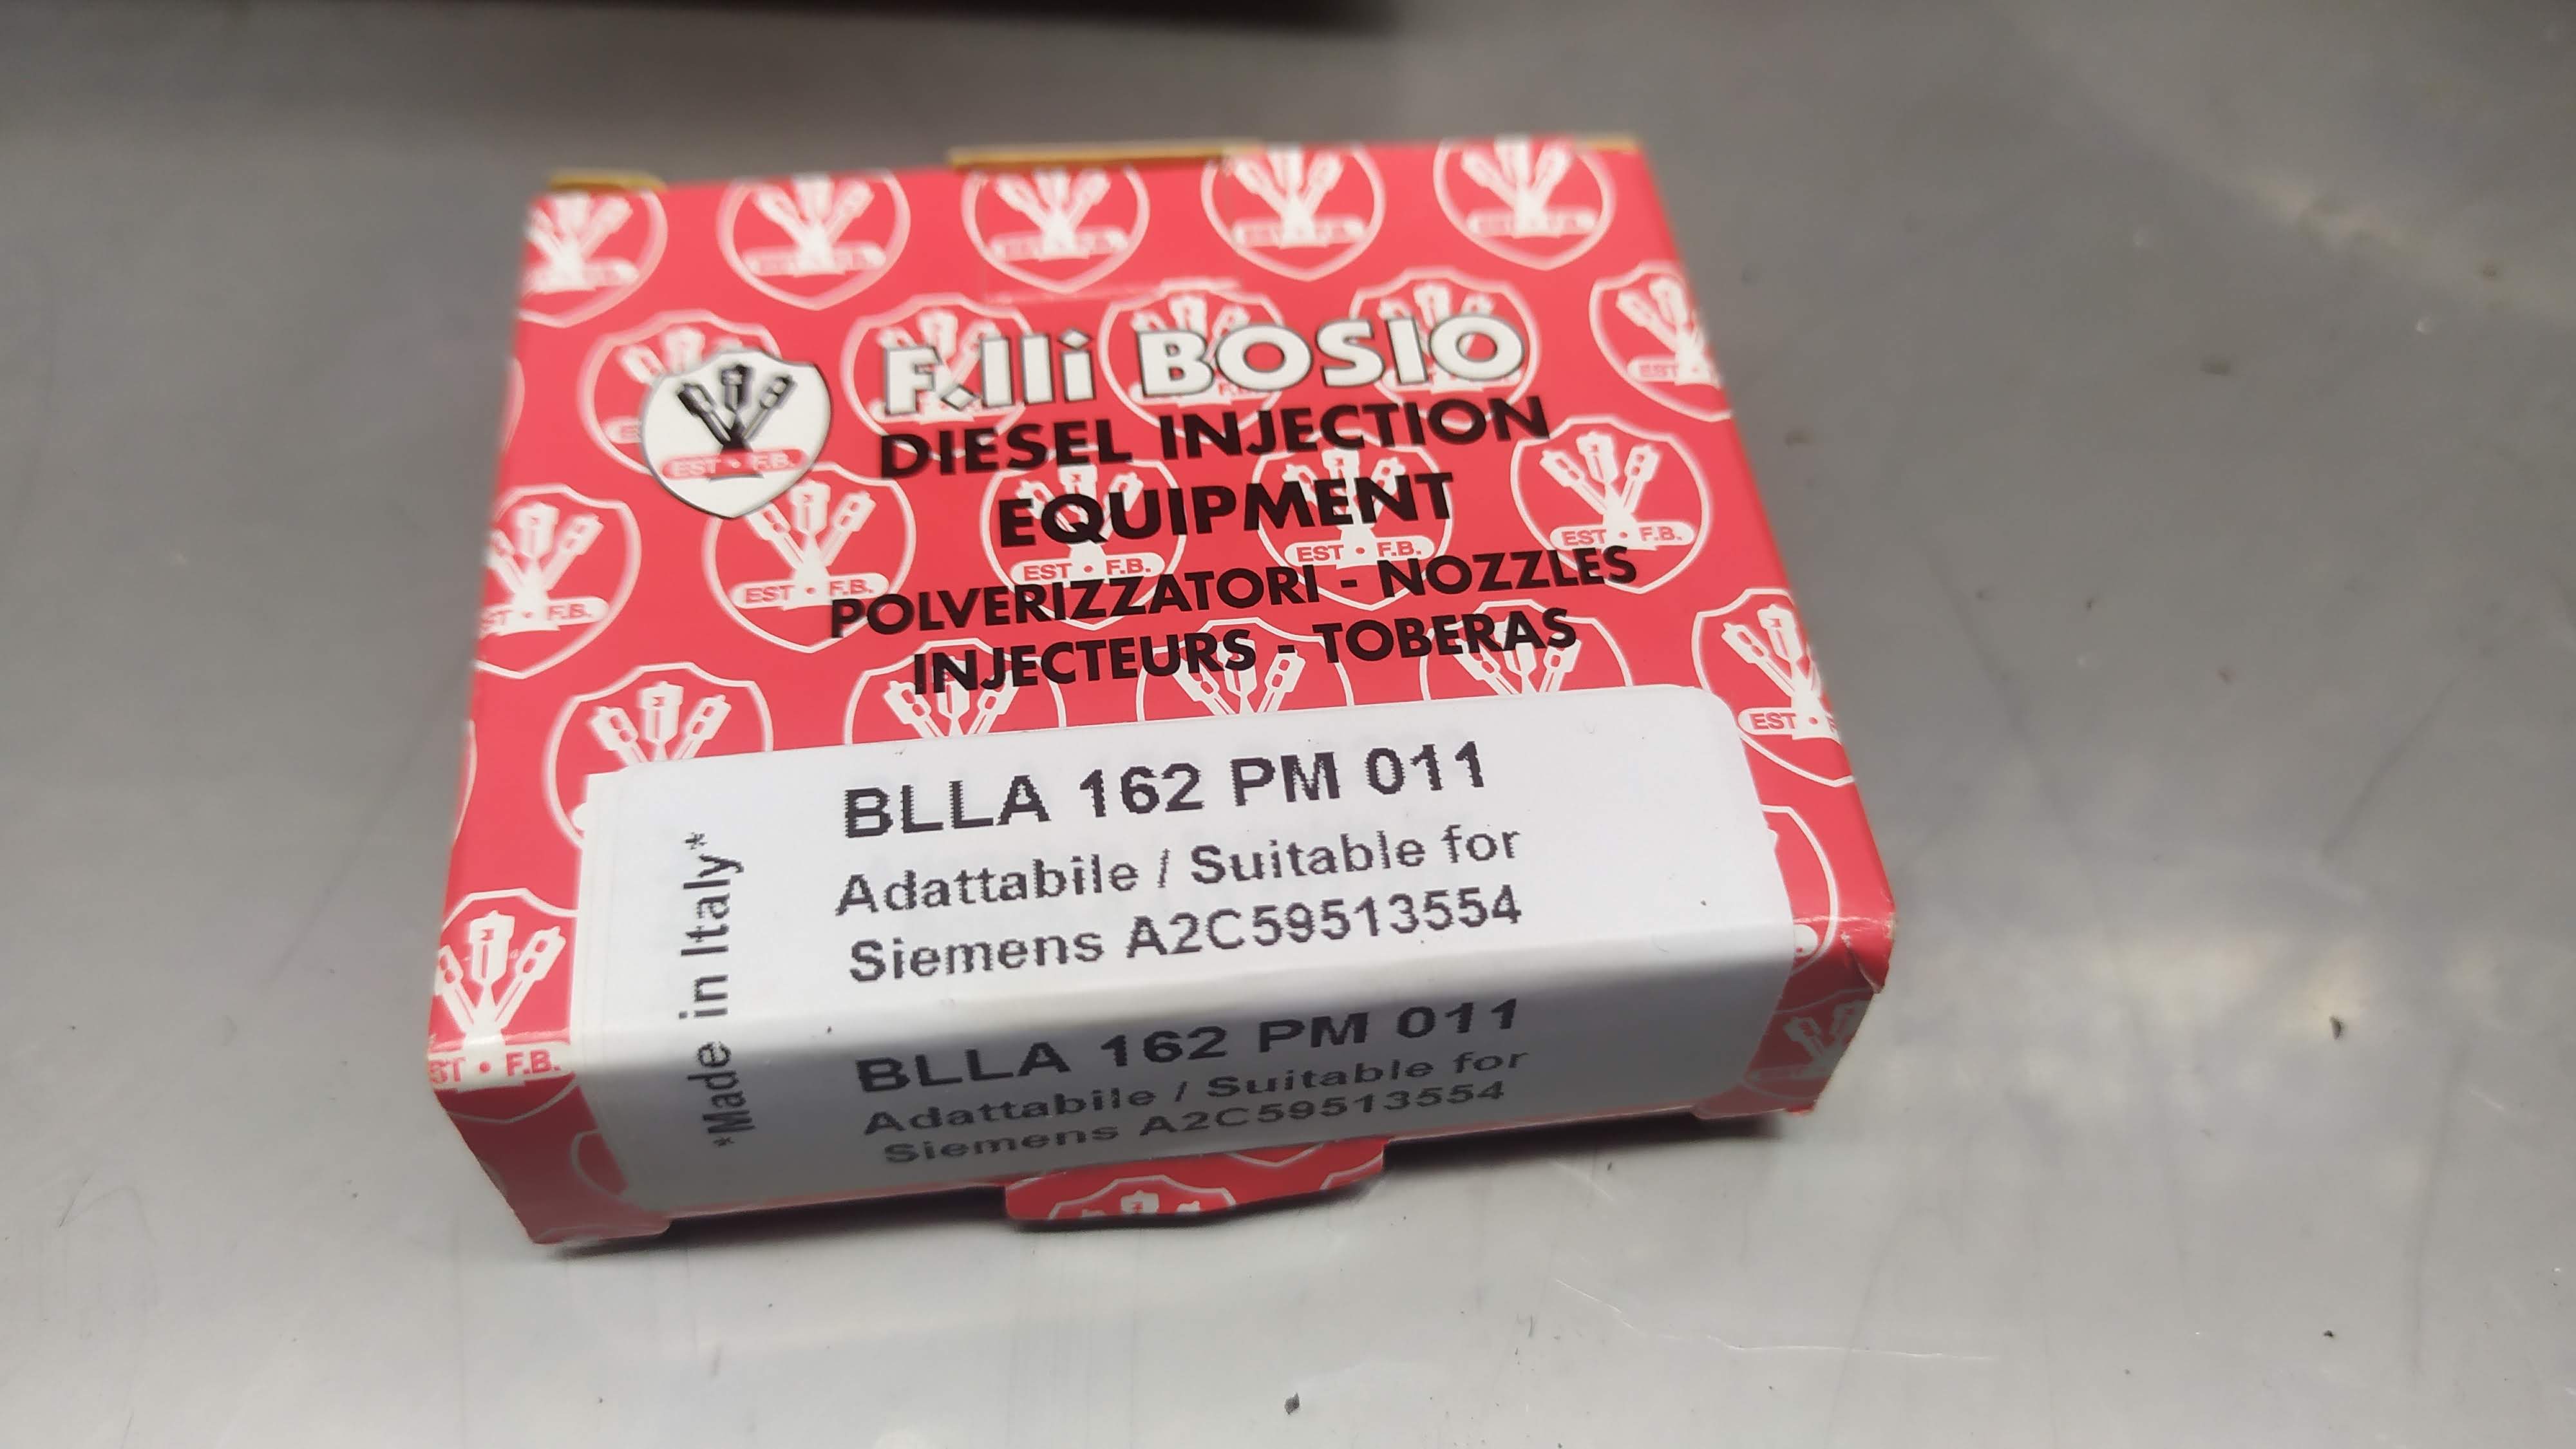 F.lli BOSIO
DIESEL INJECTION
EQUIPMENT
POLVERIZZATORI - NOZZLES
INJECTEURS - TOBERAS
EST • F.B.
BLLA 162 PM 011
Adattabile / Suitable for
Siemens A2C59513554
*Made in Italy*
BLLA 162 PM 011
Adattabile / Suitable for
Siemens A2C59513554